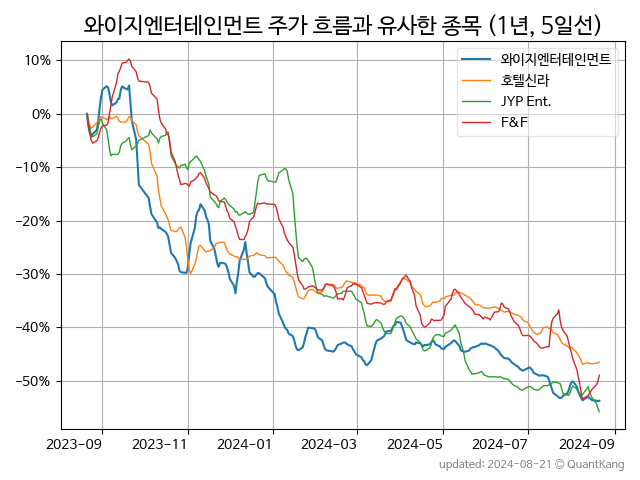 와이지엔터테인먼트 주가 흐름과 유사한 종목 (1년, 5일선)
와이지엔터테인먼트
호텔신라
JYP Ent.
F&F
10%
0%
−10%
−20%
−30%
−40%
−50%
2023-09 2023-11 2024-01 2024-03 2024-05 2024-07 2024-09
updated: 2024-08-21 © QuantKang